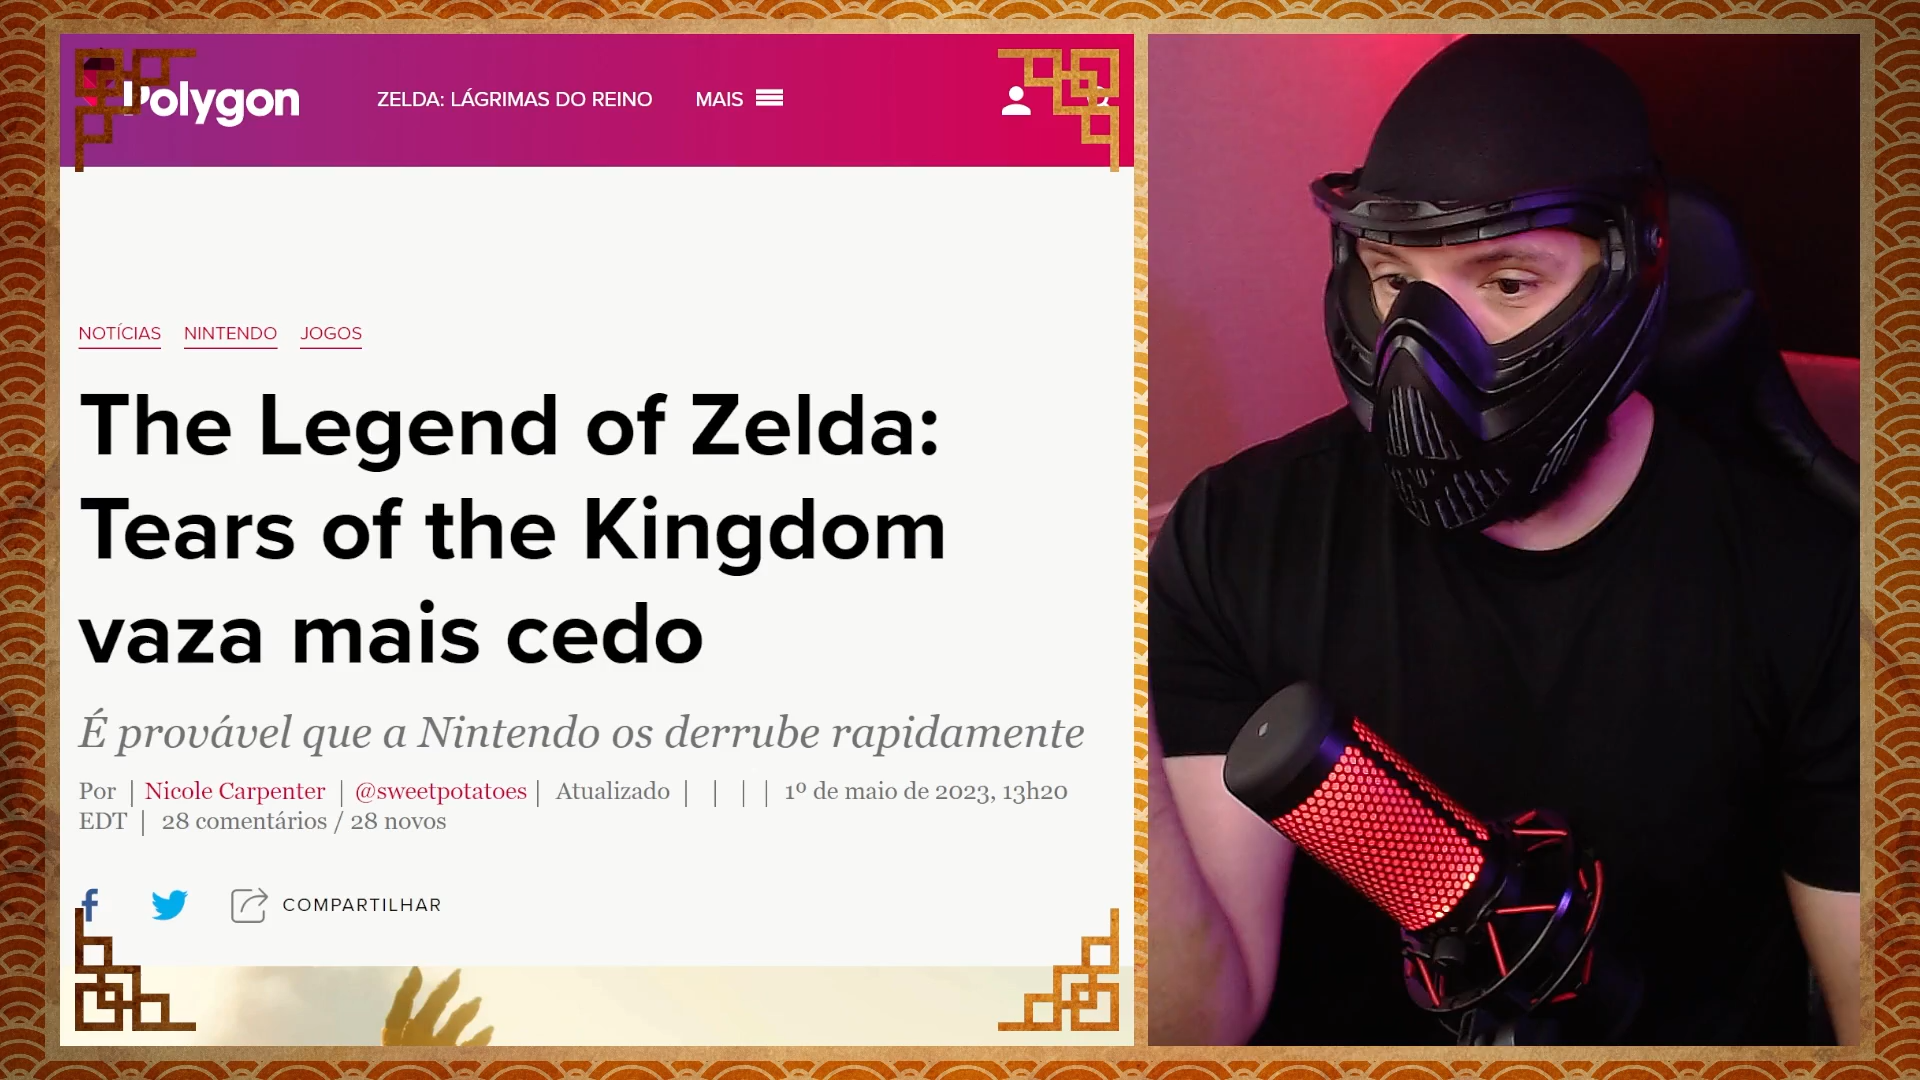 Polygon
ZELDA: LÁGRIMAS DO REINO
MAIS
NOTÍCIAS NINTENDO JOGOS
The Legend of Zelda:
Tears of the Kingdom
vaza mais cedo
É provável que a Nintendo os derrube rapidamente
Por | Nicole Carpenter | @sweetpotatoes | Atualizado | | | | 1º de maio de 2023, 13h20
EDT | 28 comentários / 28 novos
COMPARTILHAR